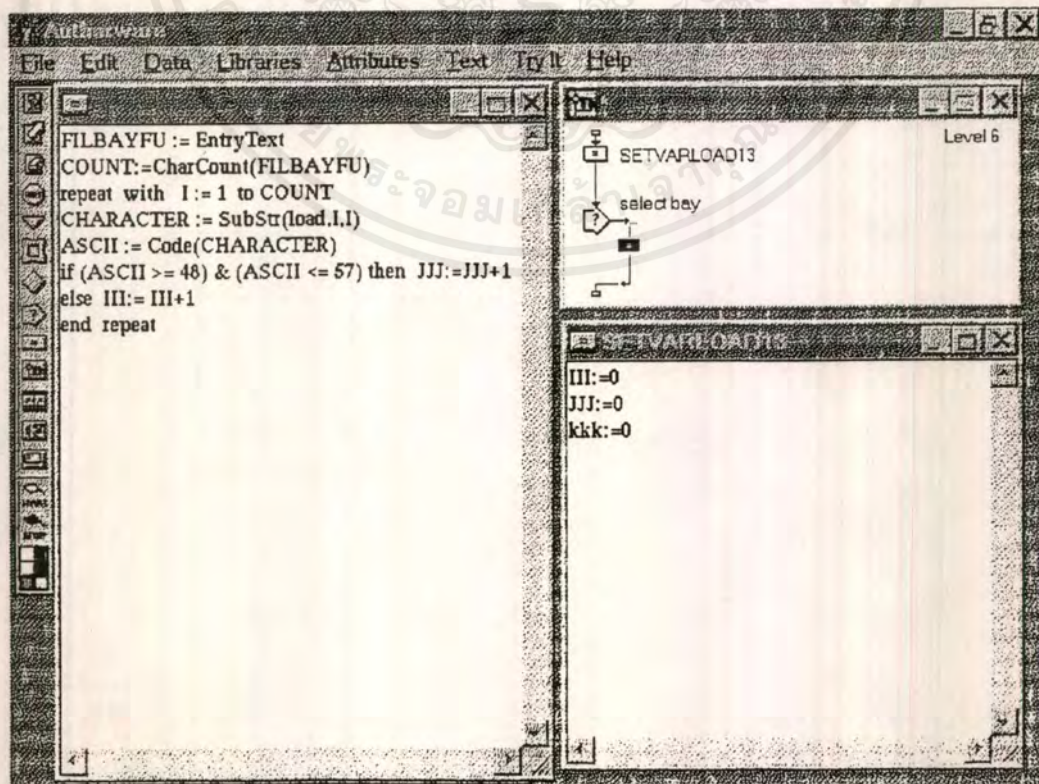 Authorware
File Edit Data Libraries Attributes Text Try It Help
FILBAYFU := EntryText
COUNT:=CharCount(FILBAYFU)
repeat with I := 1 to COUNT
CHARACTER := SubStr(load.I.I)
ASCII := Code(CHARACTER)
if (ASCII >= 48) & (ASCII <= 57) then JJJ:=JJJ+1
else III:= III+1
end repeat
Level 6
SETVARLOAD13
select bay
SETVARLOAD13
III:=0
JJJ:=0
kkk:=0